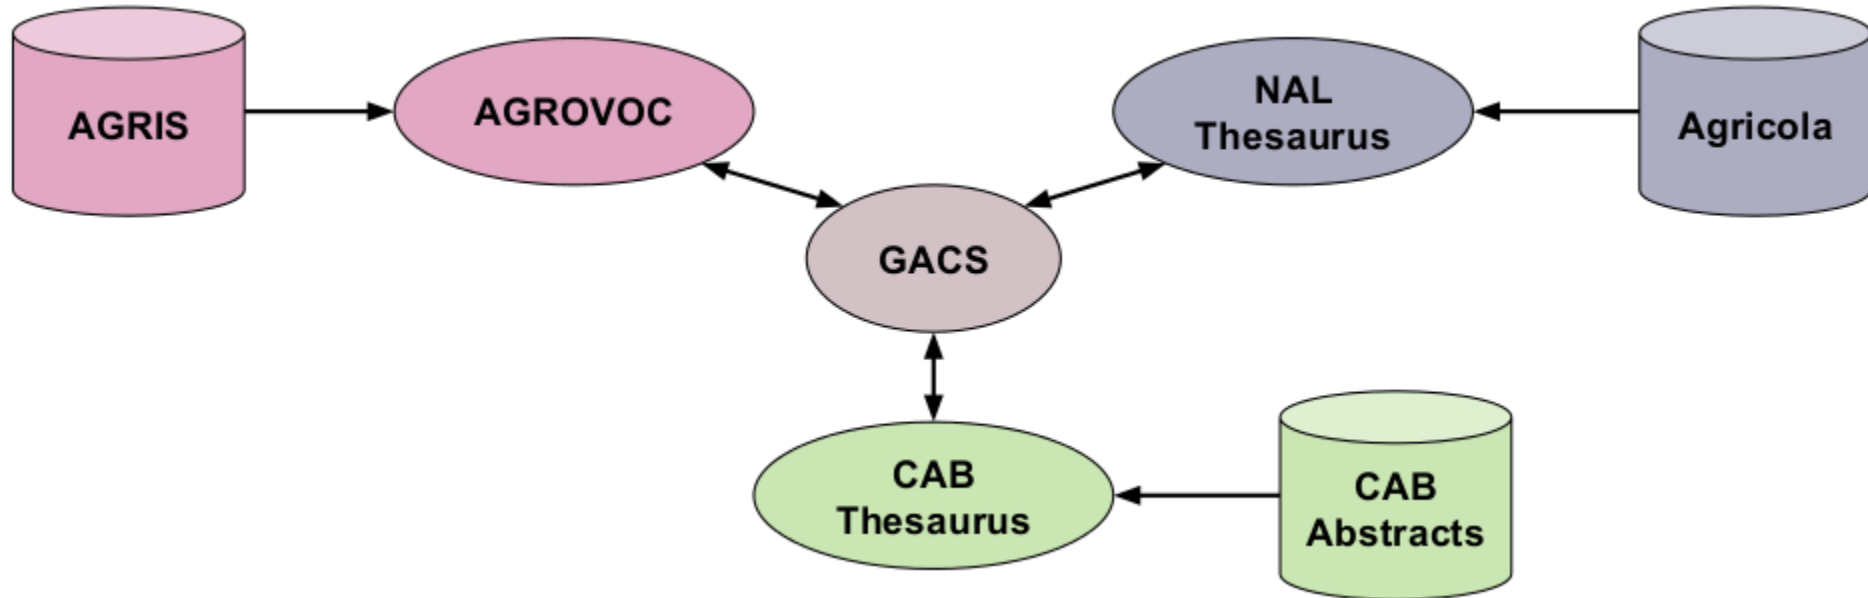 AGRIS
AGROVOC
NAL
Thesaurus
Agricola
GACS
CAB
Thesaurus
CAB
Abstracts